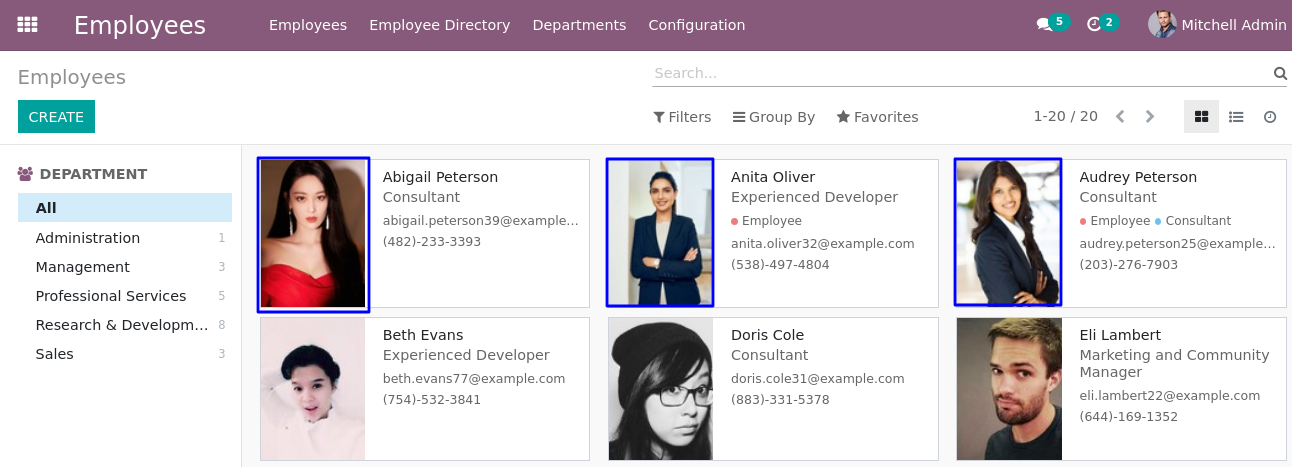 Employees Employees Employee Directory Departments Configuration 5 2 Mitchell Admin
Employees
Search...
CREATE
Filters Group By Favorites 1-20 / 20
DEPARTMENT
All
Administration 1
Management 3
Professional Services 5
Research & Developm... 8
Sales 3
Abigail Peterson
Consultant
abigail.peterson39@example...
(482)-233-3393
Anita Oliver
Experienced Developer
Employee
anita.oliver32@example.com
(538)-497-4804
Audrey Peterson
Consultant
Employee Consultant
audrey.peterson25@example...
(203)-276-7903
Beth Evans
Experienced Developer
beth.evans77@example.com
(754)-532-3841
Doris Cole
Consultant
doris.cole31@example.com
(883)-331-5378
Eli Lambert
Marketing and Community
Manager
eli.lambert22@example.com
(644)-169-1352